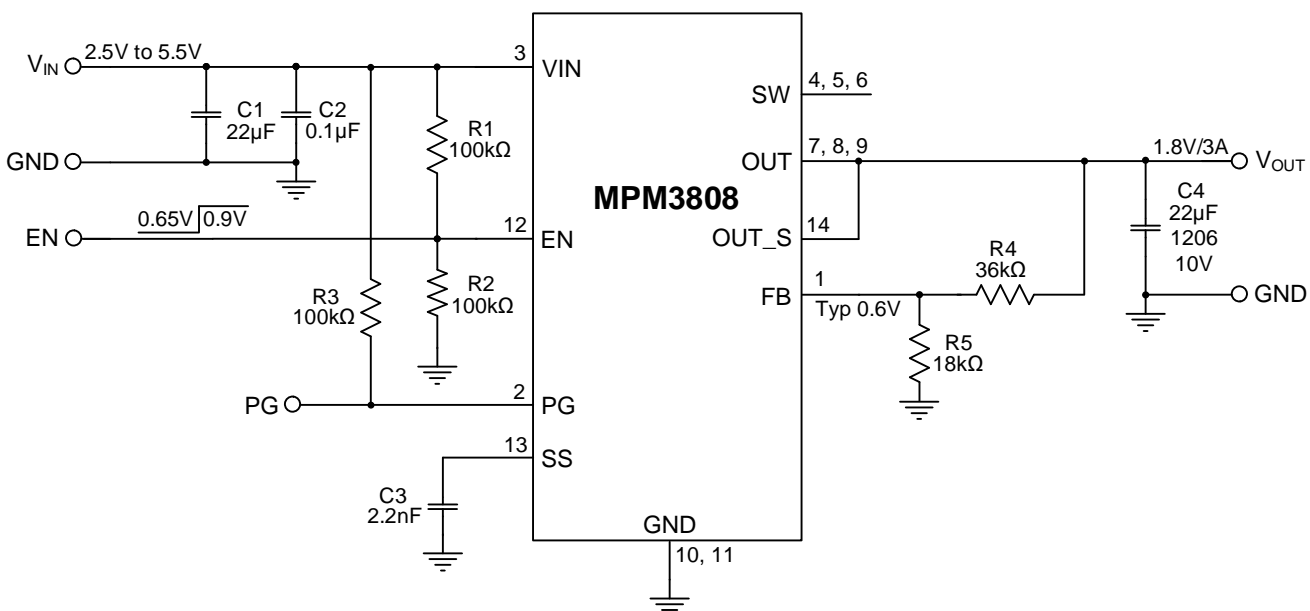 VIN
2.5V to 5.5V
3
VIN
C1
22µF
C2
0.1µF
R1
100kΩ
GND
0.65V
0.9V
EN
12
EN
R3
100kΩ
R2
100kΩ
PG
2
PG
13
SS
C3
2.2nF
MPM3808
GND
10, 11
SW
4, 5, 6
OUT
7, 8, 9
OUT_S
14
FB
1
Typ 0.6V
R4
36kΩ
R5
18kΩ
1.8V/3A
VOUT
C4
22µF
1206
10V
GND